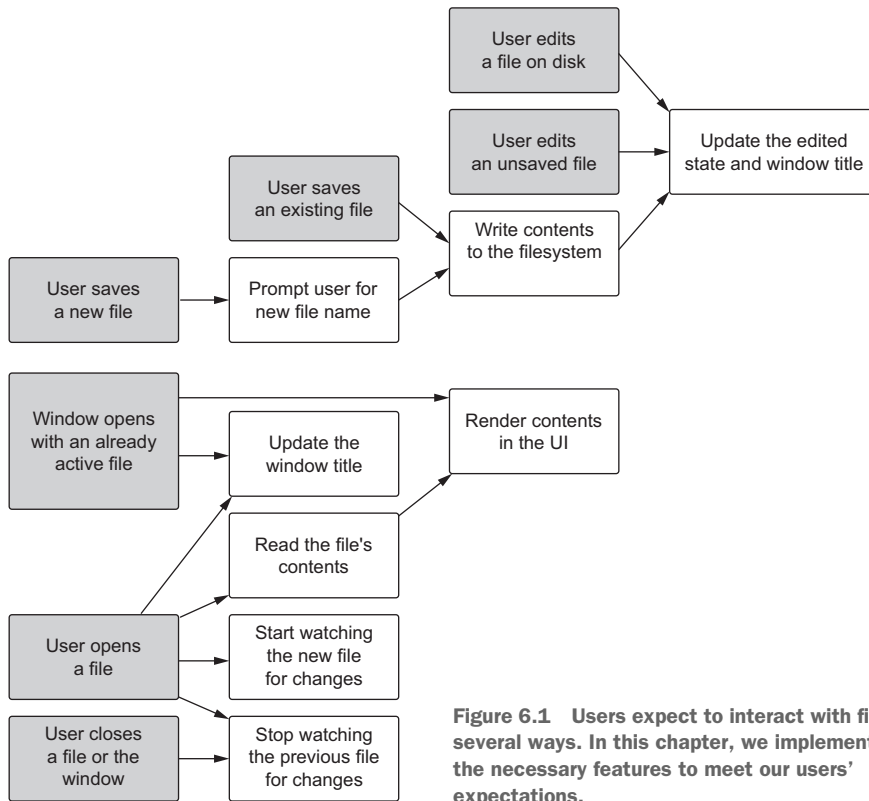 User edits
a file on disk
User edits
an unsaved file
Update the edited
state and window title
User saves
an existing file
Write contents
to the filesystem
User saves
a new file
Prompt user for
new file name
Window opens
with an already
active file
Update the
window title
Render contents
in the UI
Read the file's
contents
User opens
a file
Start watching
the new file
for changes
User closes
a file or the
window
Stop watching
the previous file
for changes
Figure 6.1 Users expect to interact with
several ways. In this chapter, we implement
the necessary features to meet our users’
expectations.